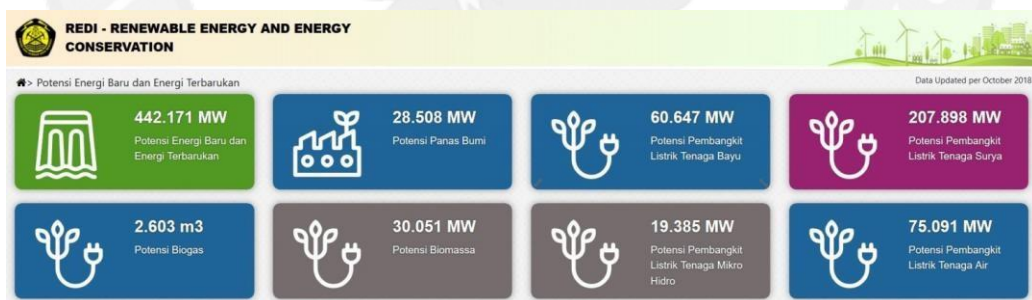 REDI - RENEWABLE ENERGY AND ENERGY
CONSERVATION
> Potensi Energi Baru dan Energi Terbarukan
Data Updated per October 2018
442.171 MW
Potensi Energi Baru dan
Energi Terbarukan
28.508 MW
Potensi Panas Bumi
60.647 MW
Potensi Pembangkit
Listrik Tenaga Bayu
207.898 MW
Potensi Pembangkit
Listrik Tenaga Surya
2.603 m3
Potensi Biogas
30.051 MW
Potensi Biomassa
19.385 MW
Potensi Pembangkit
Listrik Tenaga Mikro
Hidro
75.091 MW
Potensi Pembangkit
Listrik Tenaga Air